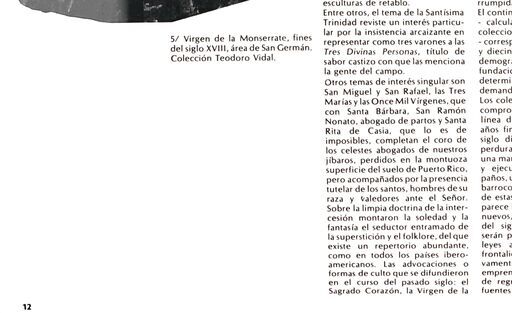 5/ Virgen de la Monserrate, fines
del siglo XVIII, área de San Germán.
Colección Teodoro Vidal.
esculturas de retablo.
Entre otros, el tema de la Santísima
Trinidad reviste un interés particu-
lar por la insistencia arcaizante en
representar como tres varones a las
Tres Divinas Personas, título de
sabor castizo con que las menciona
la gente del campo.
Otros temas de interés singular son
San Miguel y San Rafael, las Tres
Marías y las Once Mil Vírgenes, que
con Santa Bárbara, San Ramón
Nonato, abogado de partos y Santa
Rita de Casia, que lo es de
imposibles, completan el coro de
los celestes abogados de nuestros
jíbaros, perdidos en la montuoza
superficie del suelo de Puerto Rico,
pero acompañados por la presencia
tutelar de los santos, hombres de su
raza y valedores ante el Señor.
Sobre la limpia doctrina de la inter-
cesión montaron la soledad y la
fantasía el seductor entramado de
la superstición y el folklore, del que
existe un repertorio abundante,
como en todos los países ibero-
americanos. Las advocaciones o
formas de culto que se difundieron
en el curso del pasado siglo: el
Sagrado Corazón, la Virgen de la
El contin
- calcula
coleccio
- corresp
y diecin
demogra
fundacio
determi
demand
Los cole
compro
línea d
años fin
siglo di
perdura
una mar
y ejecu
paños, u
barroco
de estas
parece
nuevos,
del sig
serán p
leyes a
frontali
vament
empren
de regr
fuentes
12